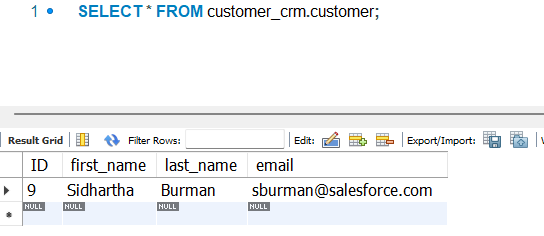 1 SELECT * FROM customer_crm.customer;
Result Grid Filter Rows: Edit: Export/Import: W
ID first_name last_name email
9 Sidhartha Burman sburman@salesforce.com
NULL NULL NULL NULL